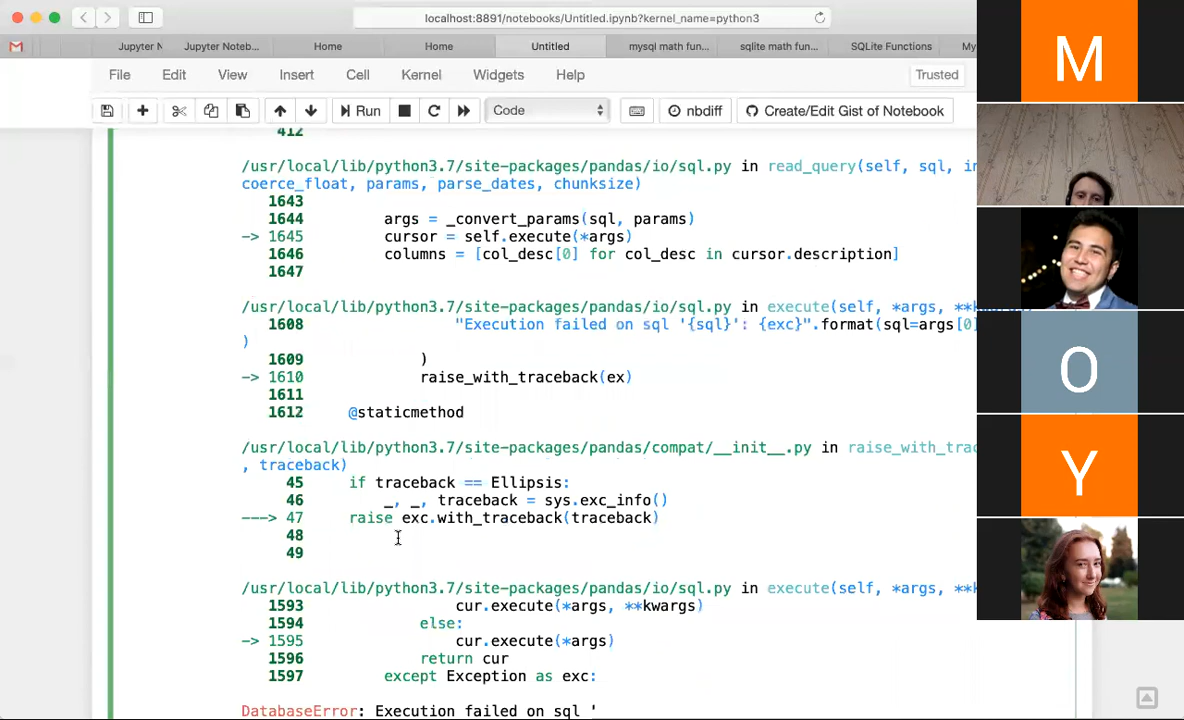 localhost:8891/notebooks/Untitled.ipynb?kernel_name=python3
Jupyter N
Jupyter Noteb...
Home
Home
Untitled
mysql math fun...
sqlite math fun...
SQLite Functions
My
File
Edit
View
Insert
Cell
Kernel
Widgets
Help
Trusted
Run
Code
nbdiff
Create/Edit Gist of Notebook
412
/usr/local/lib/python3.7/site-packages/pandas/io/sql.py in read_query(self, sql, in
coerce_float, params, parse_dates, chunksize)
1643
1644 args = _convert_params(sql, params)
-> 1645 cursor = self.execute(*args)
1646 columns = [col_desc[0] for col_desc in cursor.description]
1647
/usr/local/lib/python3.7/site-packages/pandas/io/sql.py in execute(self, *args, **k
1608 "Execution failed on sql '{sql}': {exc}".format(sql=args[0]
)
1609 )
-> 1610 raise_with_traceback(ex)
1611
1612 @staticmethod
/usr/local/lib/python3.7/site-packages/pandas/compat/__init__.py in raise_with_trac
, traceback)
45 if traceback == Ellipsis:
46 _, _, traceback = sys.exc_info()
---> 47 raise exc.with_traceback(traceback)
48
49
/usr/local/lib/python3.7/site-packages/pandas/io/sql.py in execute(self, *args, **k
1593 cur.execute(*args, **kwargs)
1594 else:
-> 1595 cur.execute(*args)
1596 return cur
1597 except Exception as exc:
DatabaseError: Execution failed on sql '
M
O
Y